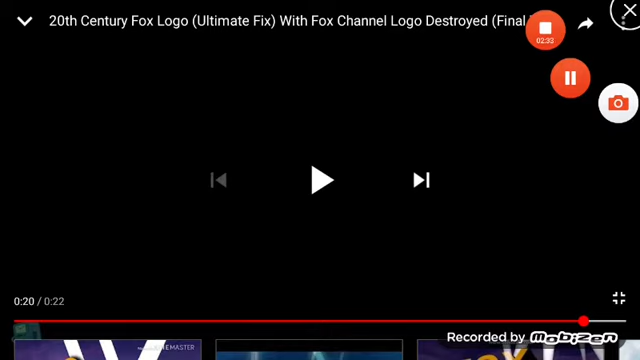 20th Century Fox Logo (Ultimate Fix) With Fox Channel Logo Destroyed (Final
02:33
0:20 / 0:22
Recorded by Mobizen